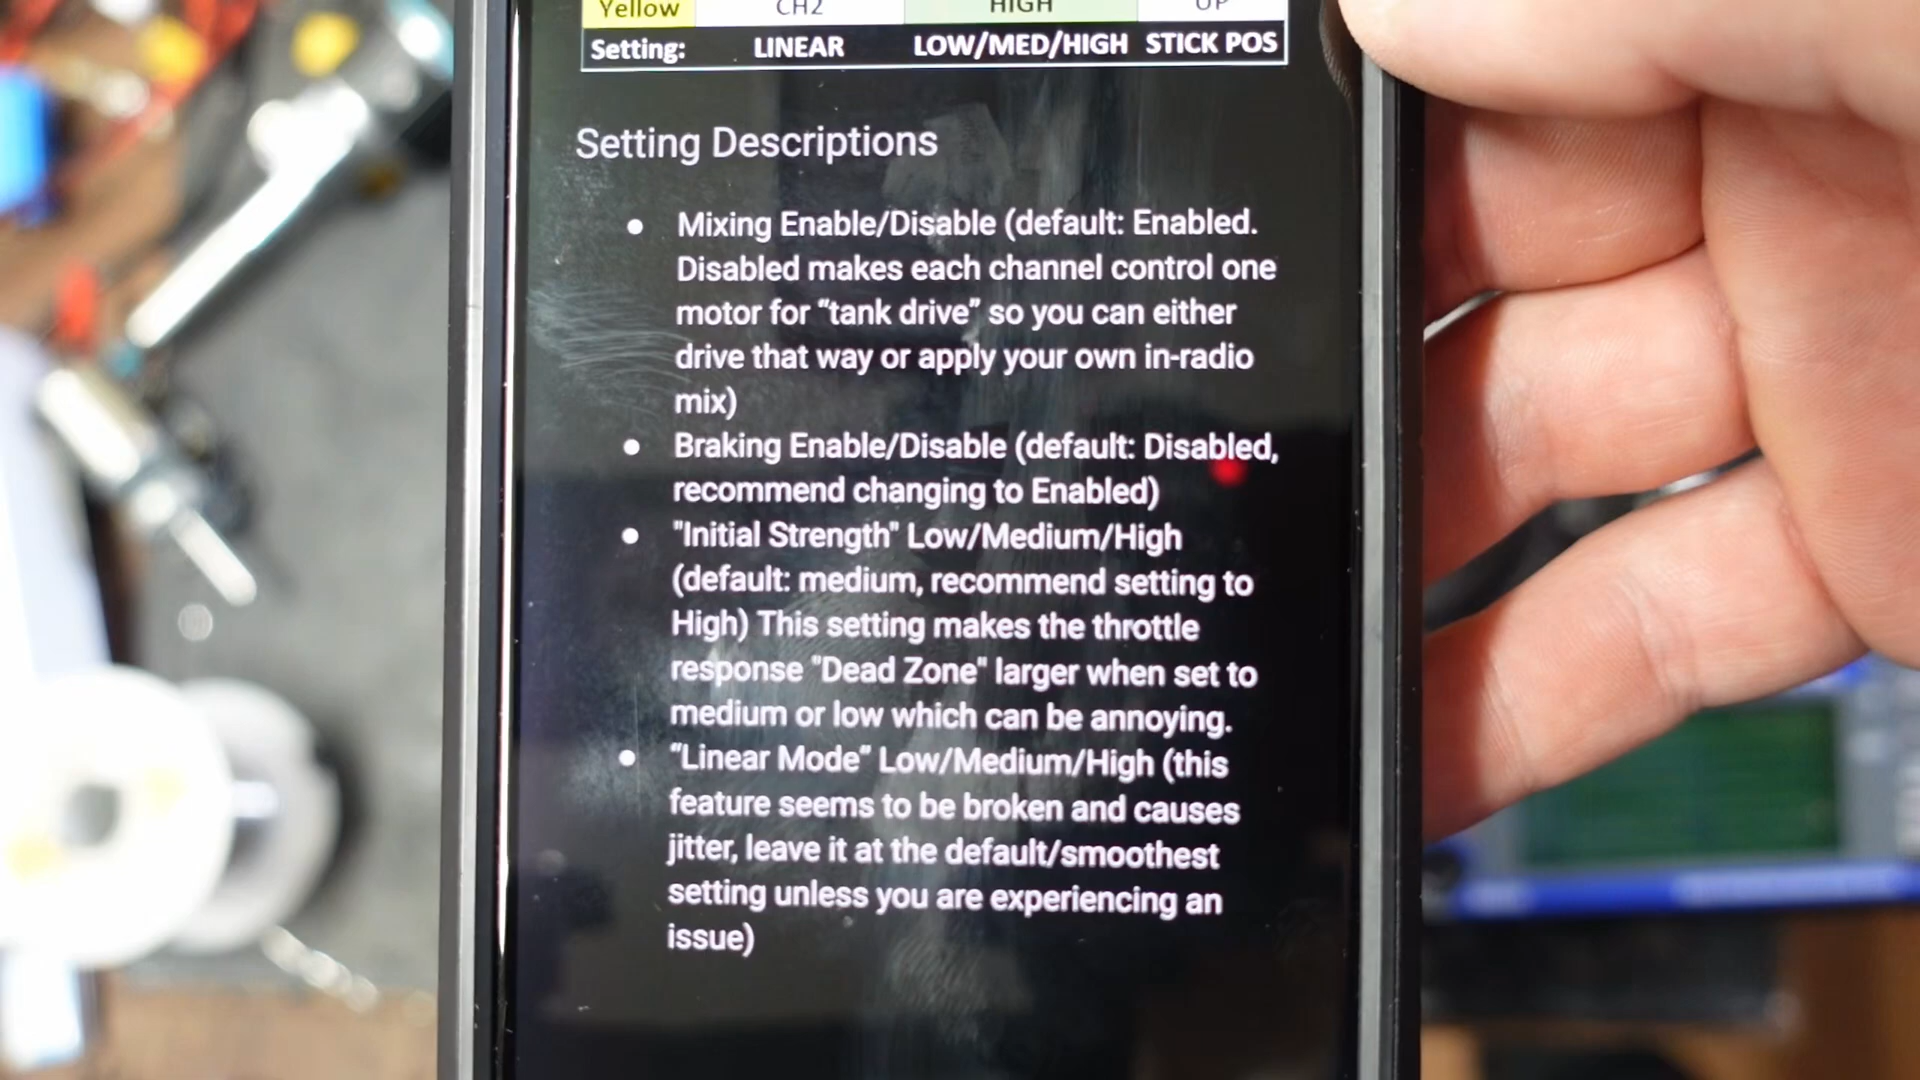 Yellow CH2 HIGH UP
Setting: LINEAR LOW/MED/HIGH STICK POS
Setting Descriptions
● Mixing Enable/Disable (default: Enabled.
Disabled makes each channel control one
motor for “tank drive” so you can either
drive that way or apply your own in-radio
mix)
● Braking Enable/Disable (default: Disabled,
recommend changing to Enabled)
● "Initial Strength" Low/Medium/High
(default: medium, recommend setting to
High) This setting makes the throttle
response "Dead Zone" larger when set to
medium or low which can be annoying.
● “Linear Mode” Low/Medium/High (this
feature seems to be broken and causes
jitter, leave it at the default/smoothest
setting unless you are experiencing an
issue)